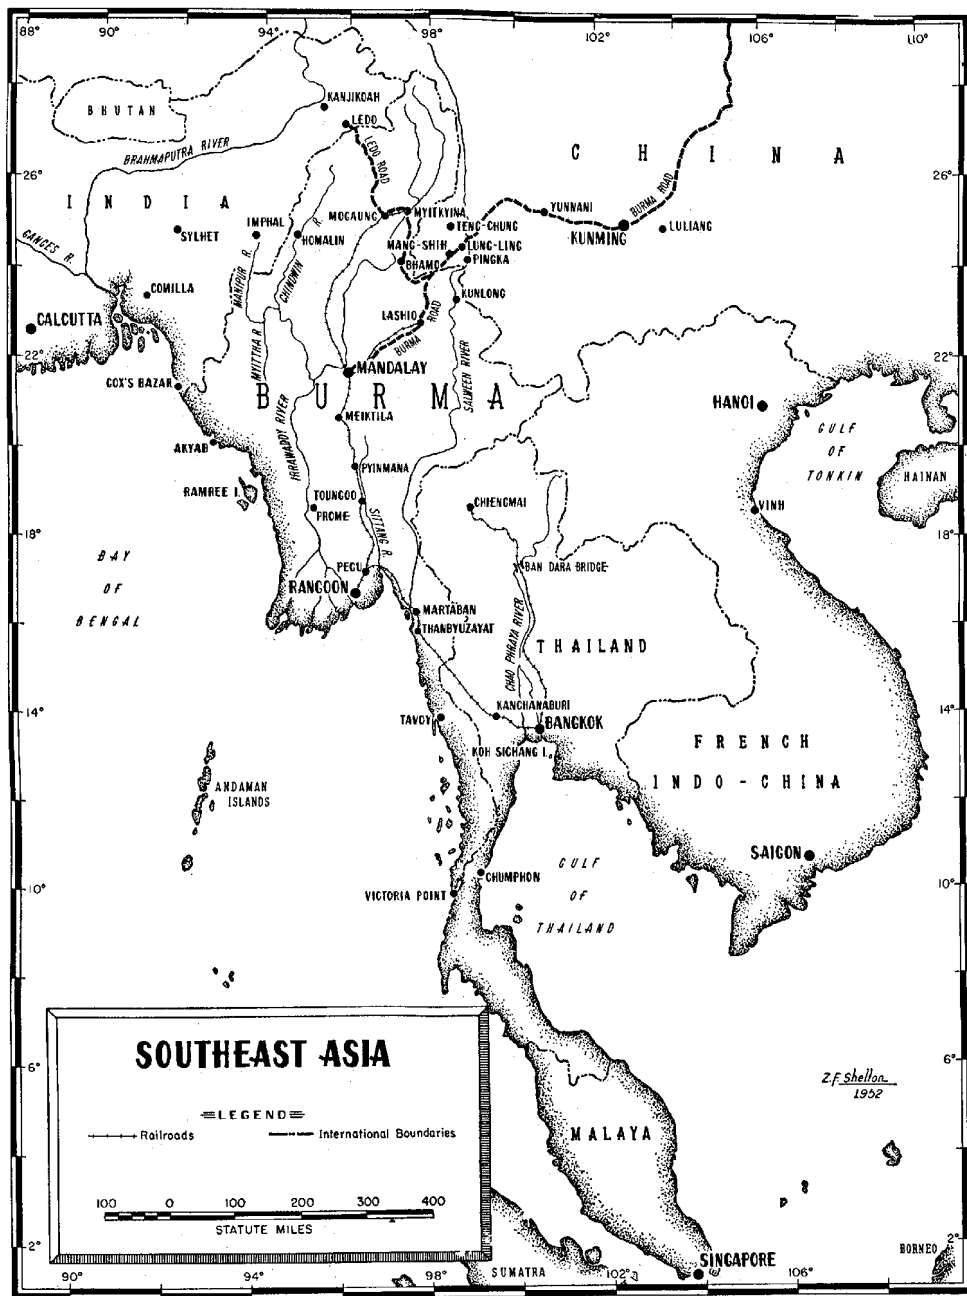 88°
90°
94°
98°
102°
106°
110°
BHUTAN
KANJIKOAH
LEDO
BRAHMAPUTRA RIVER
LEDO ROAD
CHINA
26°
26°
INDIA
IMPHAL
MOGAUNG
MYITKYINA
YUNNANI
BURMA ROAD
SYLHET
HOMALIN
TENG-CHUNG
KUNMING
LULIANG
GANGES R.
MANG-SHIH
LUNG-LING
BHAMO
PINGKA
MANIPUR R.
CHINDWIN R.
COMILLA
KUNLONG
CALCUTTA
LASHIO
BURMA ROAD
22°
22°
MYITTHA R.
MANDALAY
SALWEEN RIVER
COX'S BAZAR
BURMA
HANOI
MEIKTILA
GULF
OF
TONKIN
AKYAB
IRRAWADDY RIVER
PYINMANA
HAINAN
RAMREE I.
TOUNGOO
CHIENGMAI
PROME
VINH
SITTANG R.
18°
18°
BAY
OF
BENGAL
PEGU
BAN DARA BRIDGE
RANGOON
MARTABAN
THANBYUZAYAT
CHAO PHRAYA RIVER
THAILAND
KANCHANABURI
14°
14°
TAVOY
BANGKOK
KOH SICHANG I.
FRENCH
INDO-CHINA
ANDAMAN
ISLANDS
SAIGON
GULF
OF
THAILAND
10°
10°
CHUMPHON
VICTORIA POINT
SOUTHEAST ASIA
6°
6°
Z.F. Shelton
1952
LEGEND
Railroads
International Boundaries
MALAYA
100 0 100 200 300 400
STATUTE MILES
2°
2°
SINGAPORE
BORNEO
SUMATRA
90°
94°
98°
102°
106°